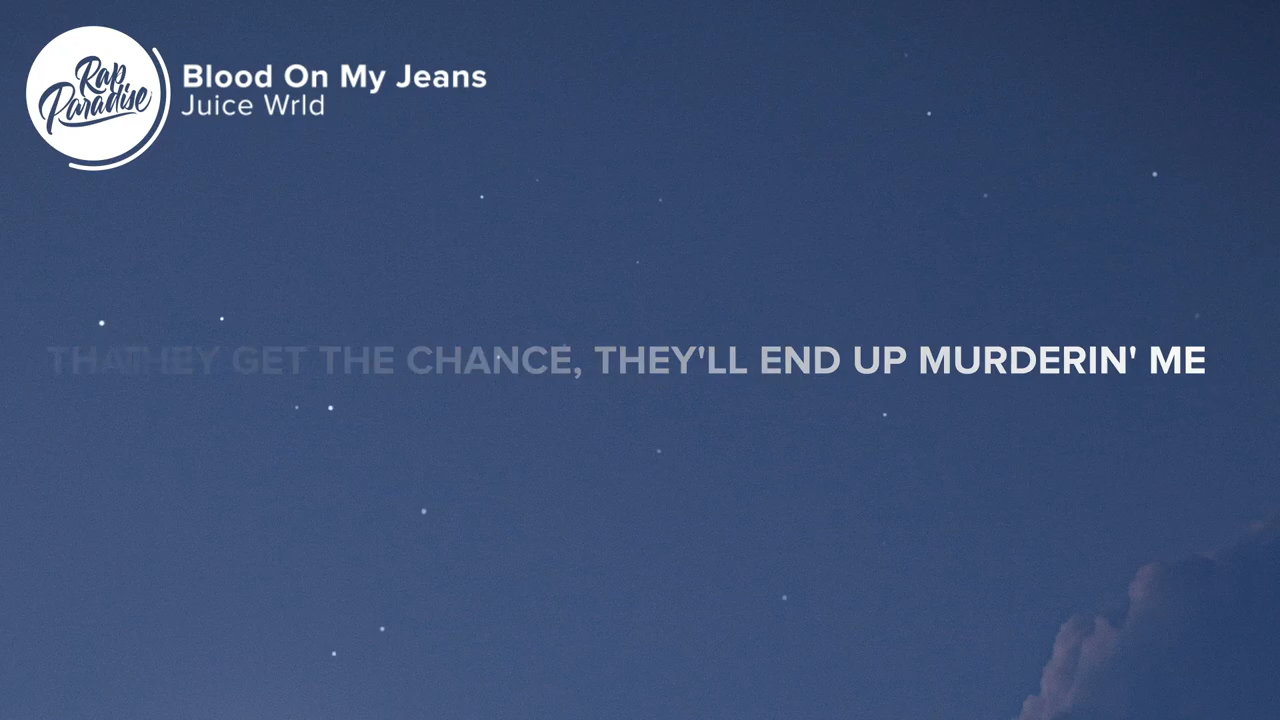 Rap
Paradise
Blood On My Jeans
Juice Wrld
GET THE CHANCE, THEY'LL END UP MURDERIN' ME